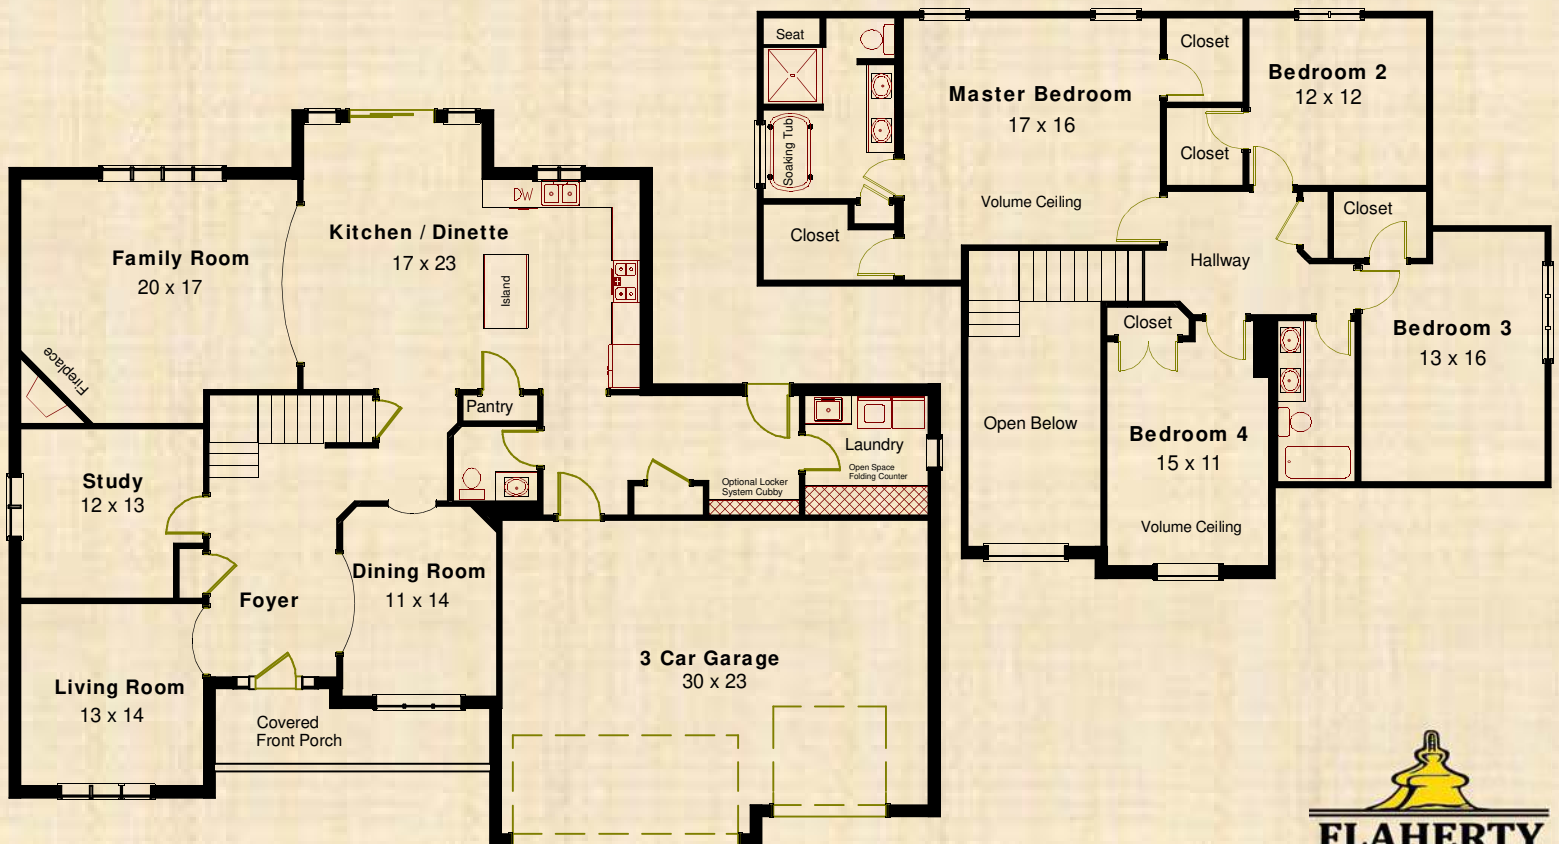 Family Room
20 x 17
Fireplace
Kitchen / Dinette
17 x 23
DW
Island
Pantry
Study
12 x 13
Foyer
Living Room
13 x 14
Covered
Front Porch
Dining Room
11 x 14
Laundry
Open Space
Folding Counter
Optional Locker
System Cubby
3 Car Garage
30 x 23
Seat
Soaking Tub
Closet
Master Bedroom
17 x 16
Volume Ceiling
Closet
Closet
Bedroom 2
12 x 12
Closet
Hallway
Bedroom 3
13 x 16
Closet
Open Below
Bedroom 4
15 x 11
Volume Ceiling
FLAHERTY